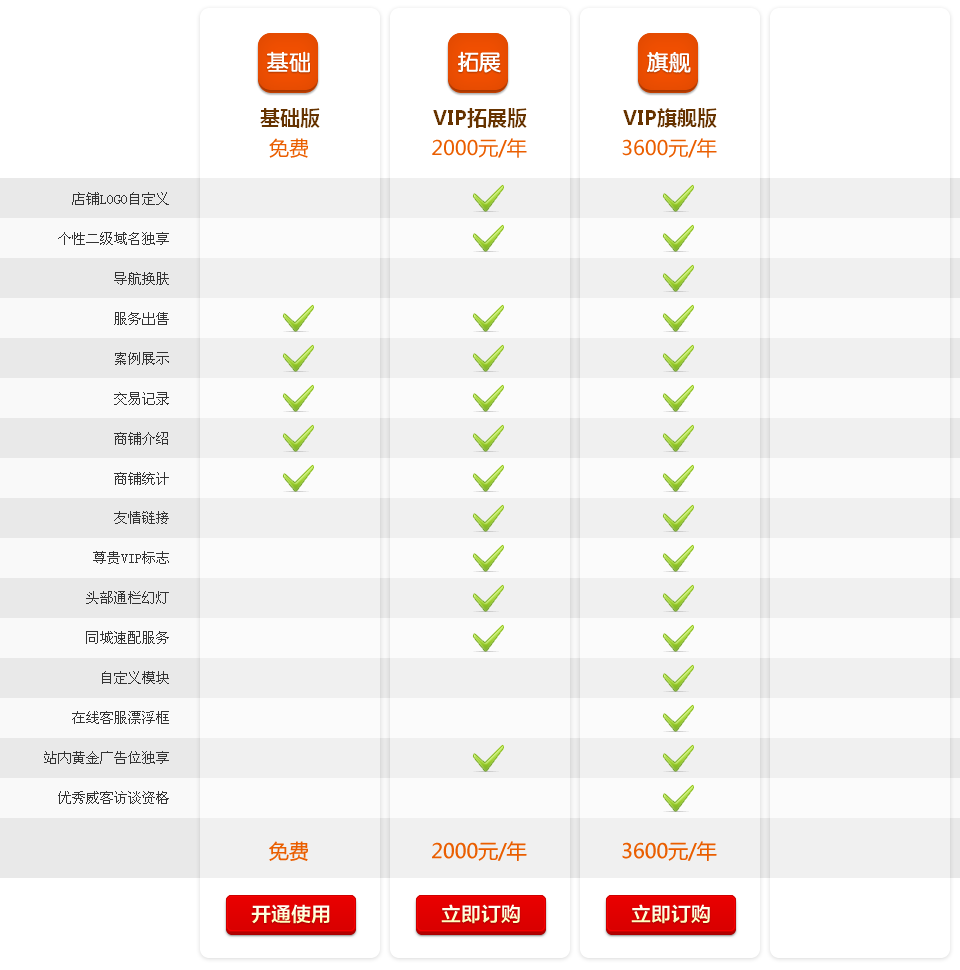 基础 拓展 旗舰
基础版 VIP拓展版 VIP旗舰版
免费 2000元/年 3600元/年
店铺LOGO自定义
个性二级域名独享
导航换肤
服务出售
案例展示
交易记录
商铺介绍
商铺统计
友情链接
尊贵VIP标志
头部通栏幻灯
同城速配服务
自定义模块
在线客服漂浮框
站内黄金广告位独享
优秀威客访谈资格
免费 2000元/年 3600元/年
开通使用 立即订购 立即订购